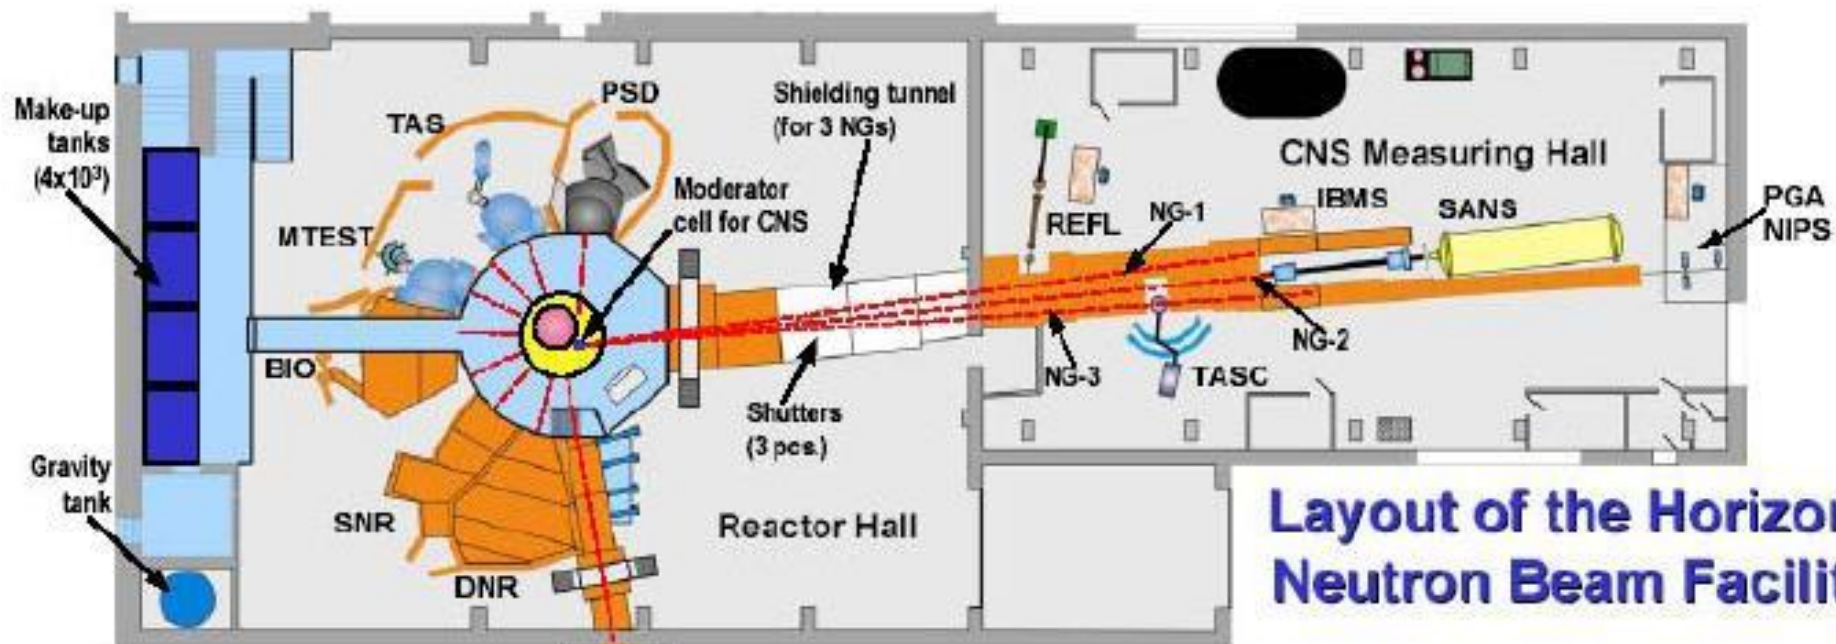 PSD
TAS
Make-up
tanks
(4x10³)
Shielding tunnel
(for 3 NGs)
CNS Measuring Hall
Moderator
cell for CNS
MTEST
REFL
NG-1
IBMS
SANS
PGA
NIPS
BIO
NG-3
NG-2
TASC
Shutters
(3 pcs.)
Gravity
tank
SNR
DNR
Reactor Hall
Layout of the Horizon
Neutron Beam Facilit